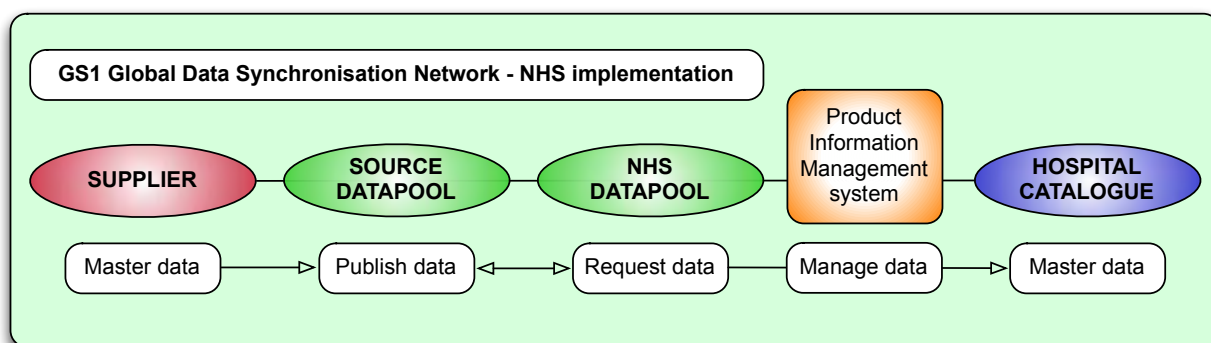 GS1 Global Data Synchronisation Network - NHS implementation
SUPPLIER
SOURCE
DATAPOOL
NHS
DATAPOOL
Product
Information
Management
system
HOSPITAL
CATALOGUE
Master data
Publish data
Request data
Manage data
Master data